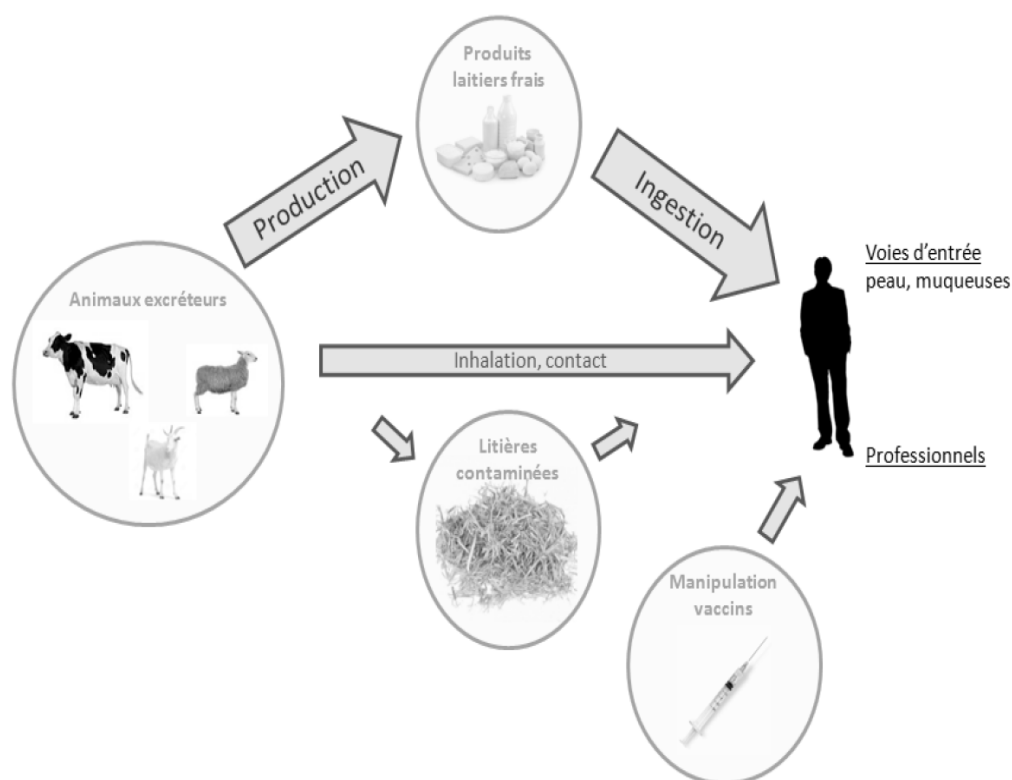 Produits
laitiers frais
Production
Ingestion
Voies d'entrée
peau, muqueuses
Animaux excréteurs
Inhalation, contact
Litières
contaminées
Professionnels
Manipulation
vaccins